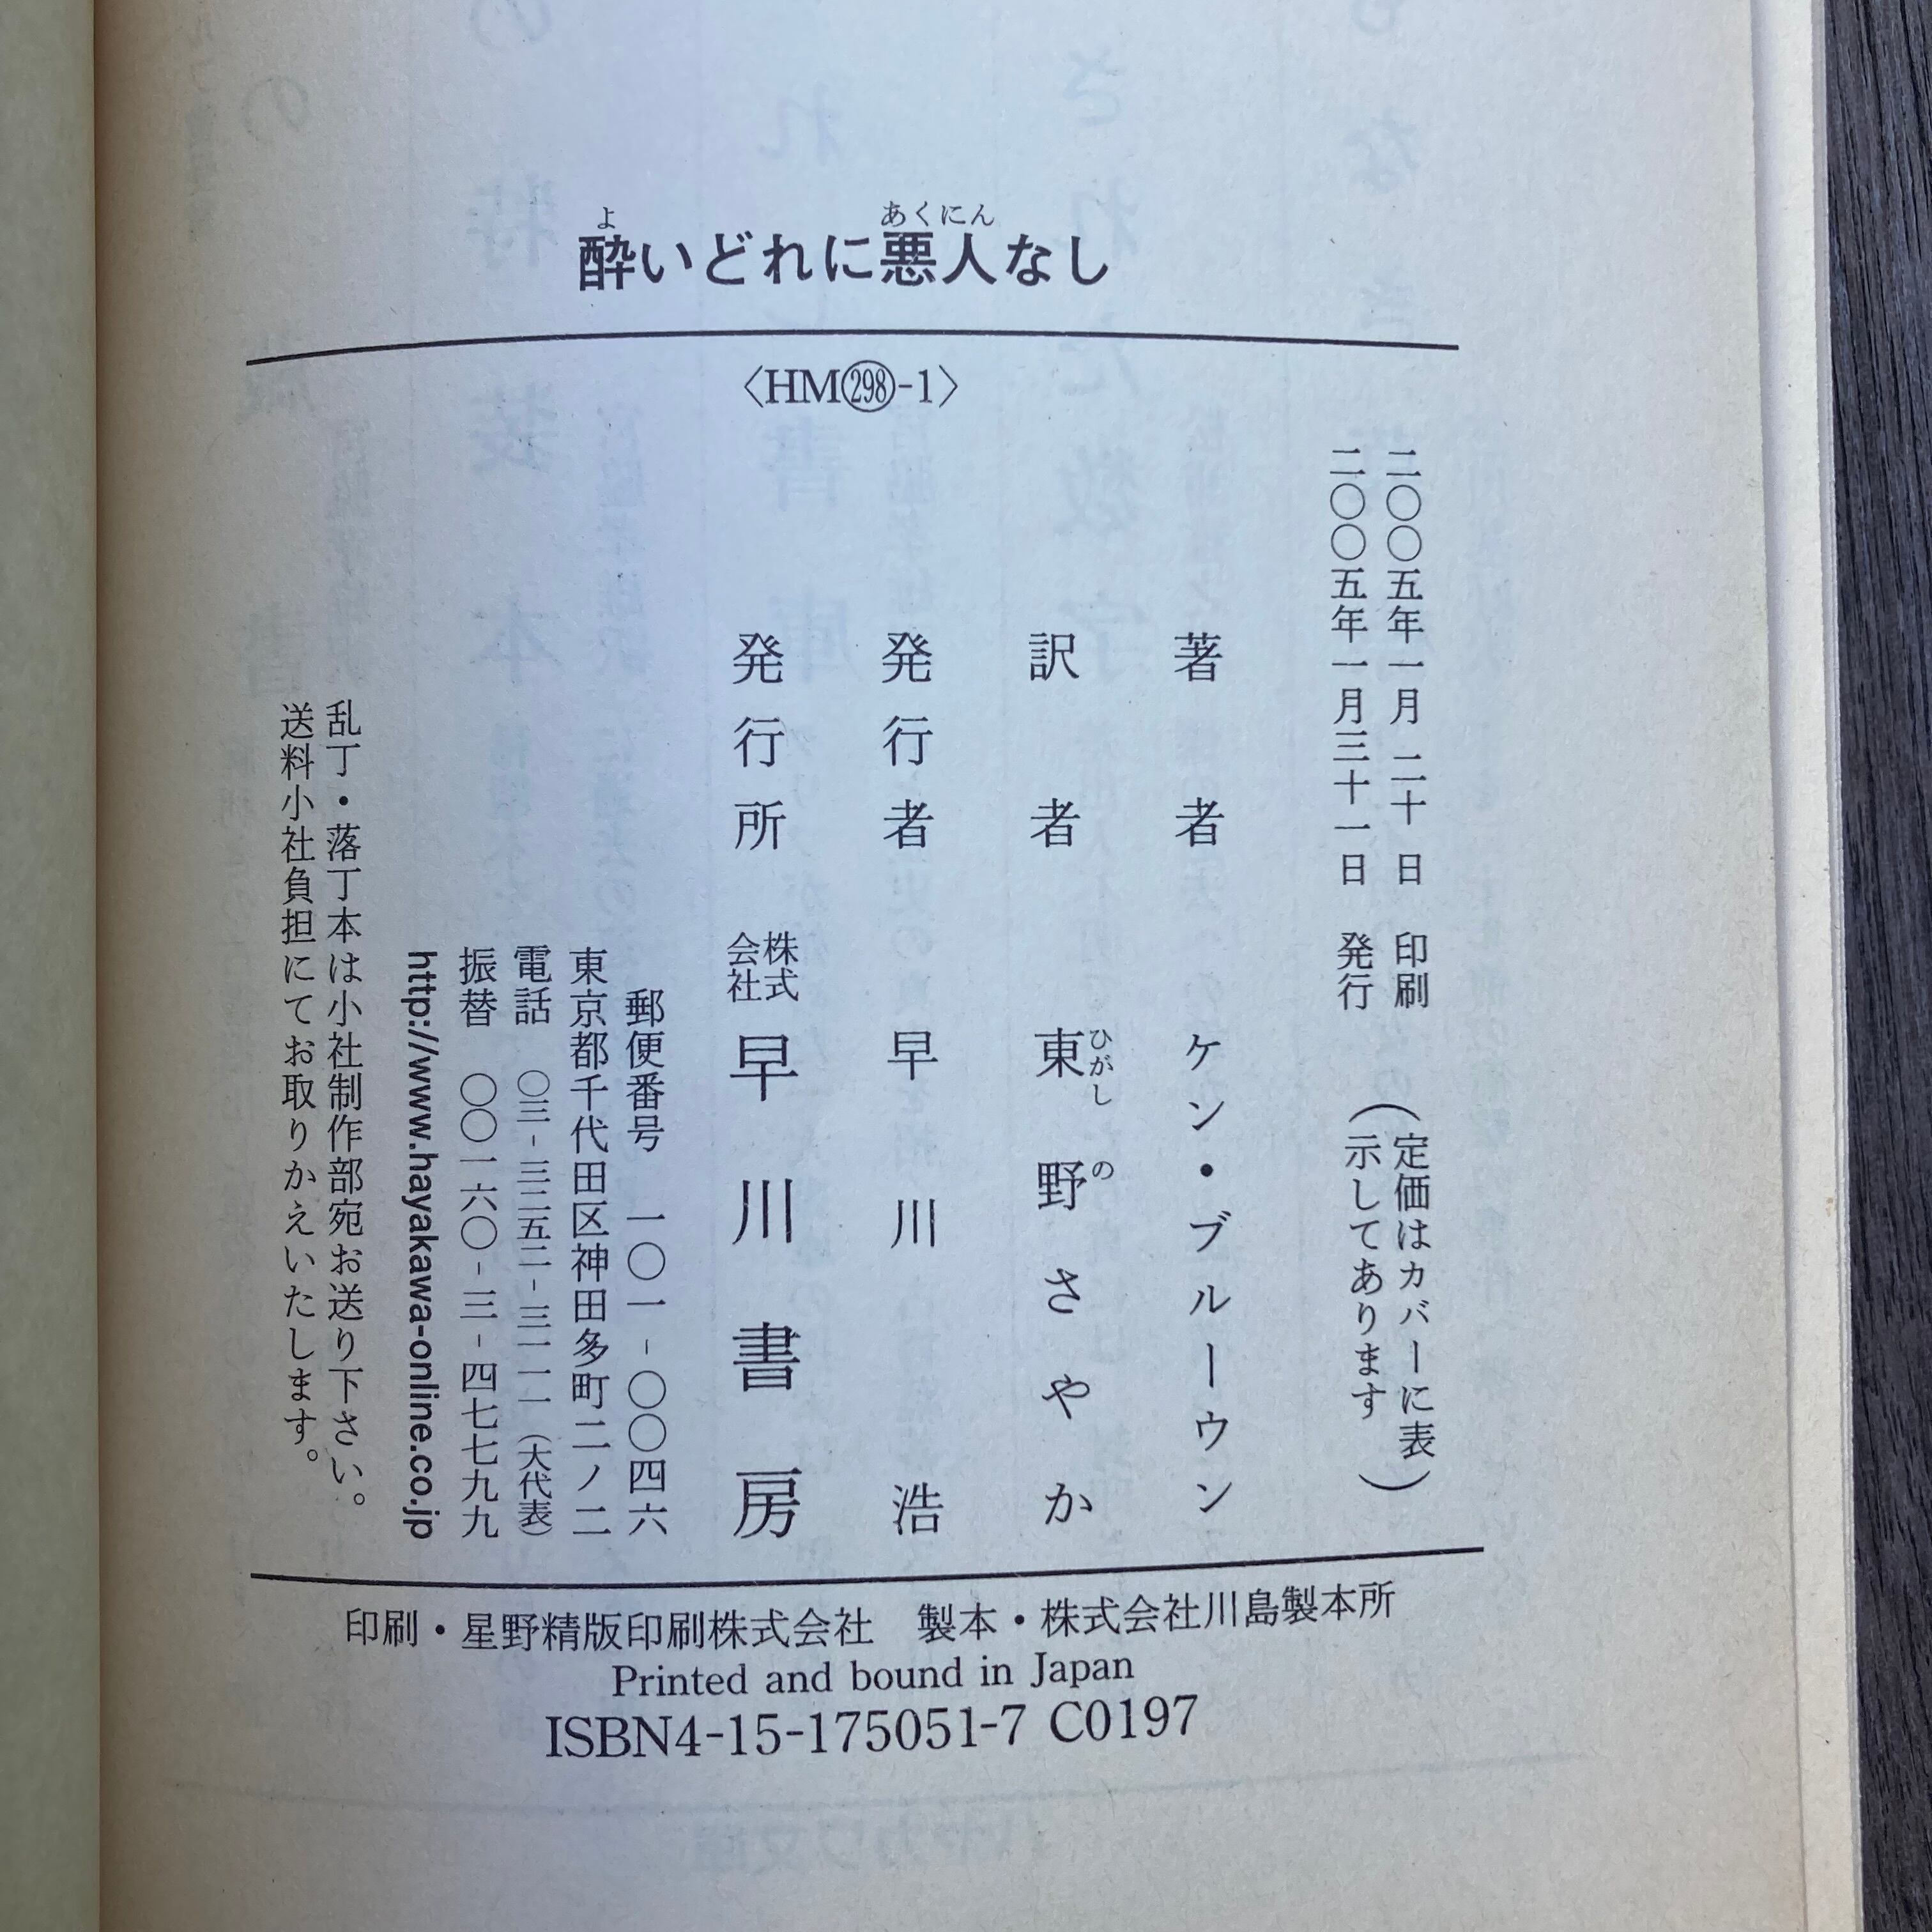 酔いどれに悪人なし
〈HM298-1〉
二〇〇五年一月二十日 印刷
二〇〇五年一月三十一日 発行
（定価はカバーに表
示してあります）
著者 ケン・ブルーウン
訳者 東野さやか
発行者 早川浩
発行所 株式会社 早川書房
郵便番号 一〇一-〇〇四六
東京都千代田区神田多町二ノ二
電話 〇三-三二五二-三一一一（大代表）
振替 〇〇一六〇-三-四七七九九
http://www.hayakawa-online.co.jp
乱丁・落丁本は小社制作部宛お送り下さい。
送料小社負担にてお取りかえいたします。
印刷・星野精版印刷株式会社 製本・株式会社川島製本所
Printed and bound in Japan
ISBN4-15-175051-7 C0197